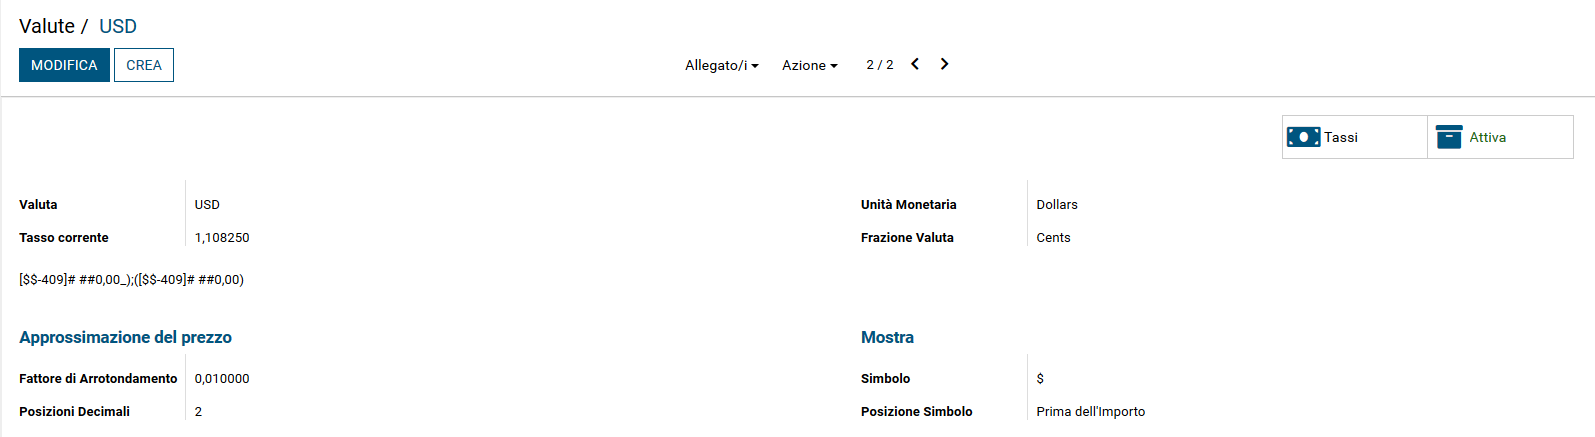 Valute / USD
MODIFICA CREA Allegato/i Azione 2 / 2
Tassi Attiva
Valuta USD Unità Monetaria Dollars
Tasso corrente 1,108250 Frazione Valuta Cents
[$$-409]# ##0,00_);([$$-409]# ##0,00)
Approssimazione del prezzo Mostra
Fattore di Arrotondamento 0,010000 Simbolo $
Posizioni Decimali 2 Posizione Simbolo Prima dell'Importo